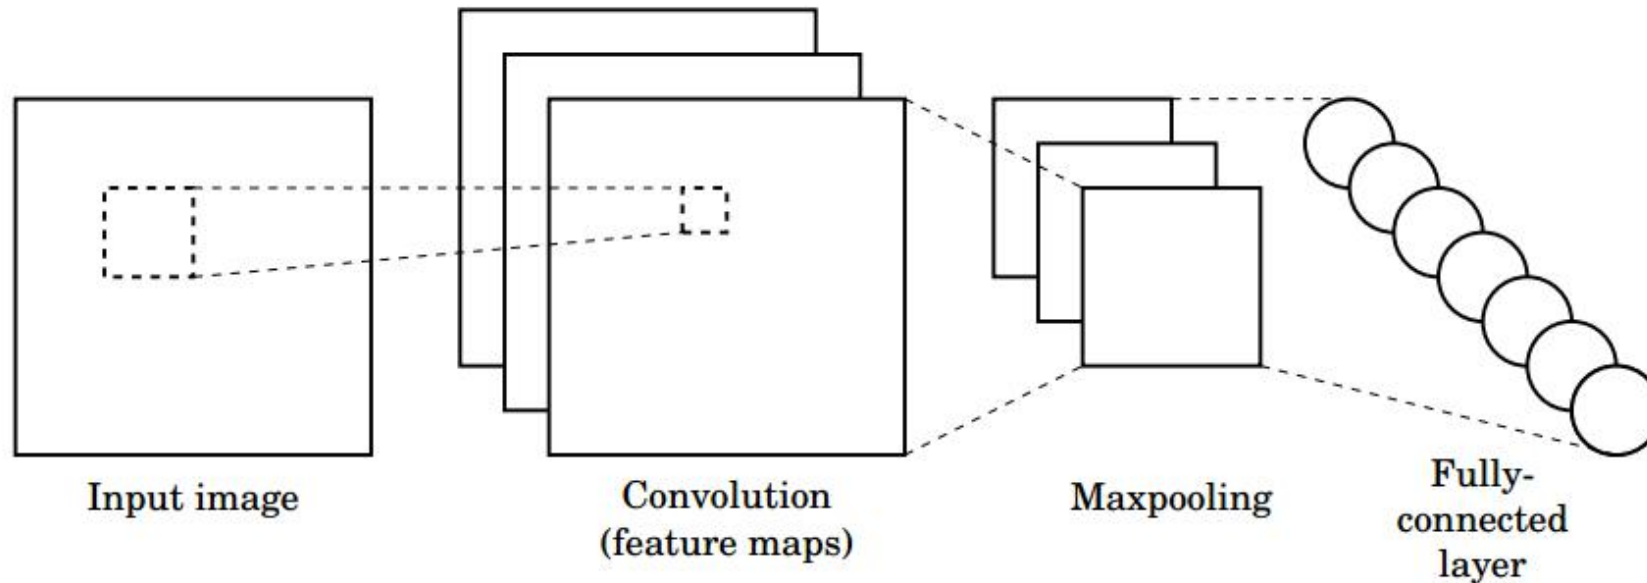 Input image
Convolution
(feature maps)
Maxpooling
Fully-
connected
layer